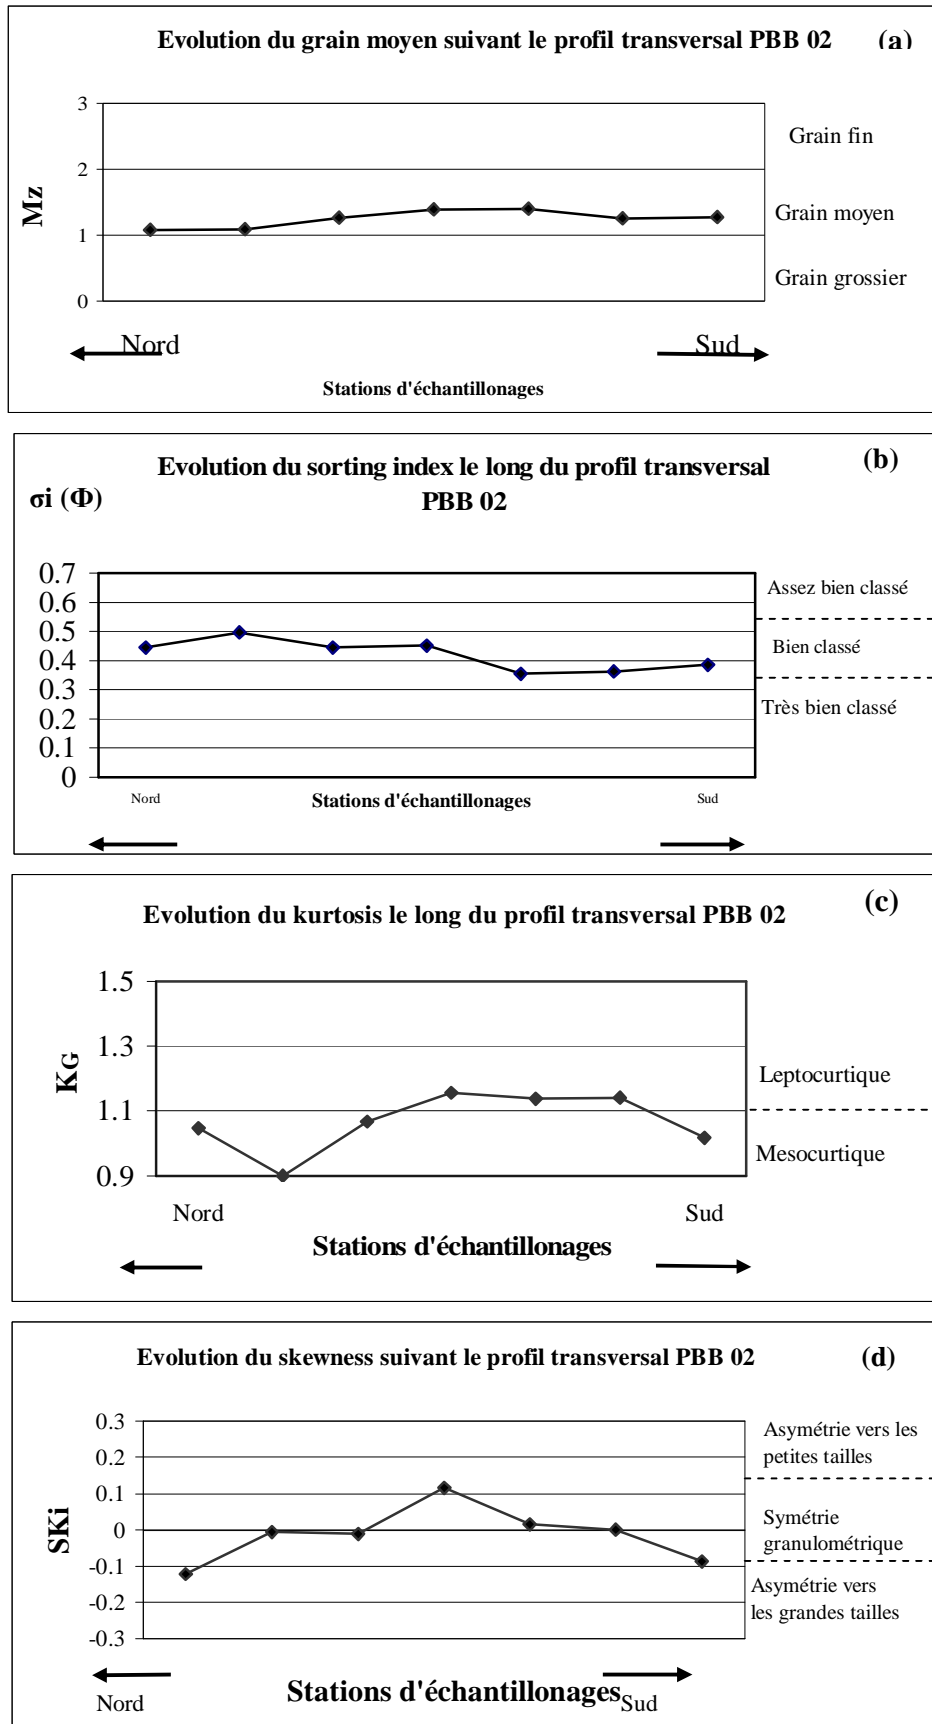 Evolution du grain moyen suivant le profil transversal PBB 02
(a)
Mz
3
2
1
0
Grain fin
Grain moyen
Grain grossier
Nord
Sud
Stations d'échantillonages
Evolution du sorting index le long du profil transversal
PBB 02
(b)
σi (Φ)
0.7
0.6
0.5
0.4
0.3
0.2
0.1
0
Assez bien classé
Bien classé
Très bien classé
Nord
Stations d'échantillonages
Sud
Evolution du kurtosis le long du profil transversal PBB 02
(c)
KG
1.5
1.3
1.1
0.9
Leptocurtique
Mesocurtique
Nord
Sud
Stations d'échantillonages
Evolution du skewness suivant le profil transversal PBB 02
(d)
SKi
0.3
0.2
0.1
0
-0.1
-0.2
-0.3
Asymétrie vers les
petites tailles
Symétrie
granulométrique
Asymétrie vers
les grandes tailles
Nord
Stations d'échantillonages
Sud